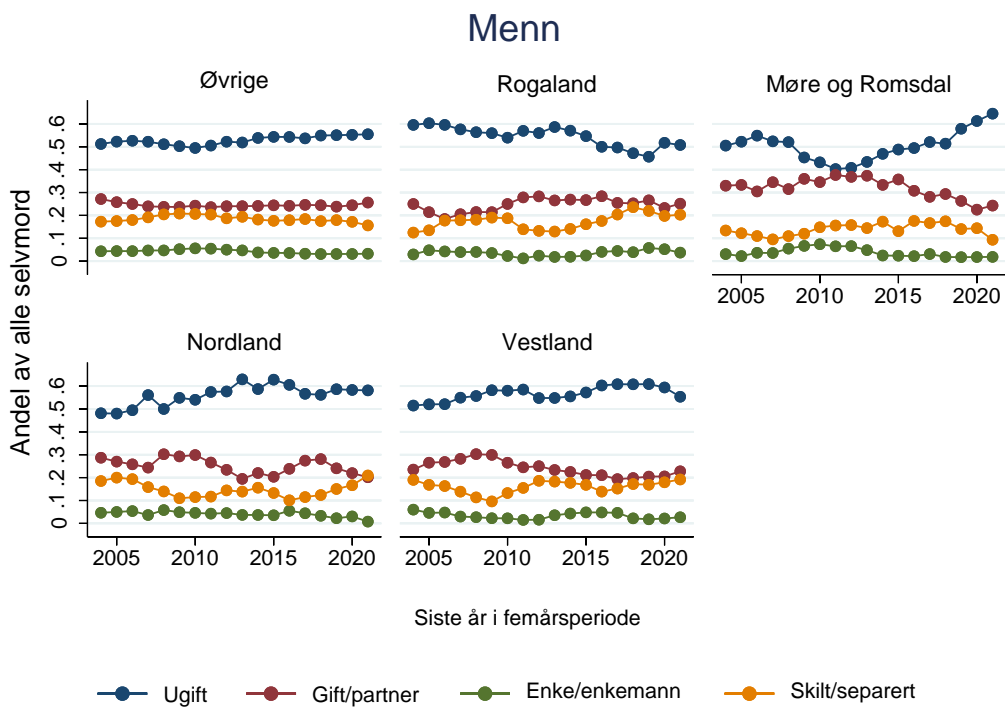 Menn
Øvrige
Rogaland
Møre og Romsdal
Andel av alle selvmord
0 .1 .2 .3 .4 .5 .6
2005 2010 2015 2020
Nordland
Vestland
0 .1 .2 .3 .4 .5 .6
2005 2010 2015 2020
2005 2010 2015 2020
Siste år i femårsperiode
Ugift
Gift/partner
Enke/enkemann
Skilt/separert